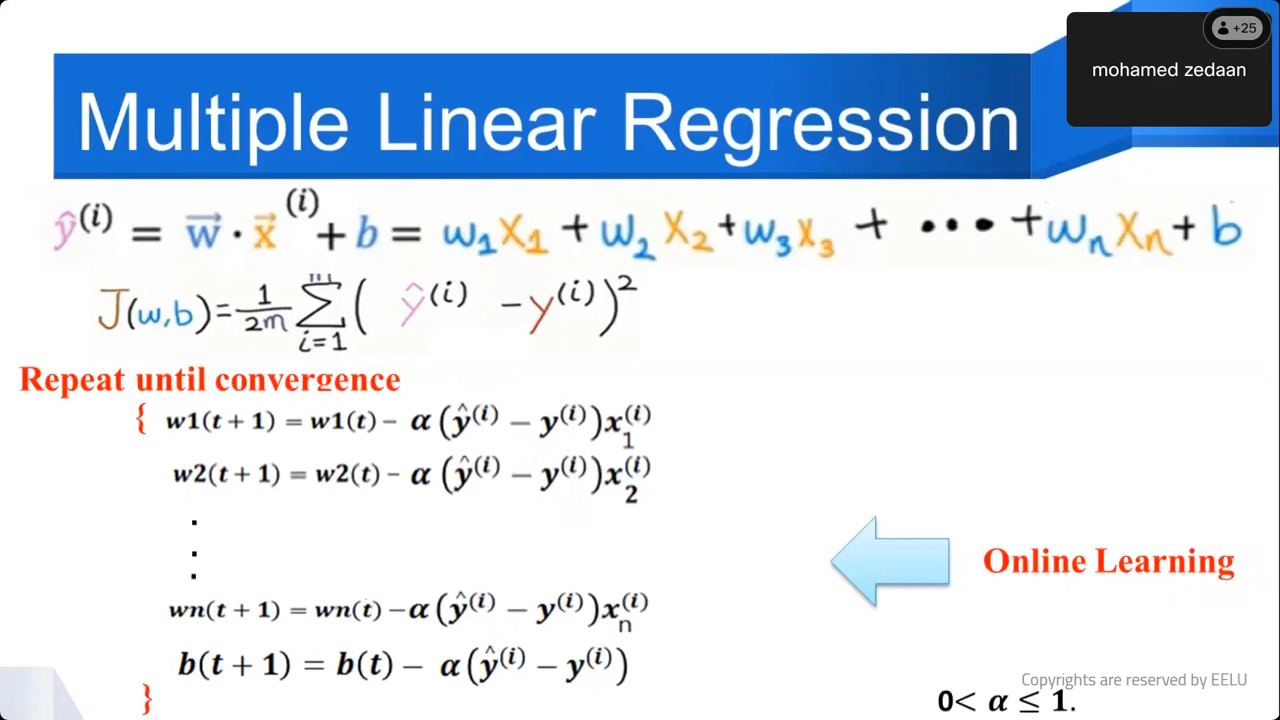 +25
mohamed zedaan
Multiple Linear Regression
ŷ⁽ⁱ⁾ = w⃗ · x⃗ ⁽ⁱ⁾ + b = w₁x₁ + w₂x₂ + w₃x₃ + ••• + wₙxₙ + b
J(w,b) = 1/2m ∑ᵢ₌₁ᵐ ( ŷ⁽ⁱ⁾ − y⁽ⁱ⁾ )²
Repeat until convergence
{ w1(t + 1) = w1(t) − α (ŷ⁽ⁱ⁾ − y⁽ⁱ⁾)x₁⁽ⁱ⁾
w2(t + 1) = w2(t) − α (ŷ⁽ⁱ⁾ − y⁽ⁱ⁾)x₂⁽ⁱ⁾
.
.
.
Online Learning
wn(t + 1) = wn(t) − α (ŷ⁽ⁱ⁾ − y⁽ⁱ⁾)xₙ⁽ⁱ⁾
b(t + 1) = b(t) − α(ŷ⁽ⁱ⁾ − y⁽ⁱ⁾)
Copyrights are reserved by EELU
} 0< α ≤ 1.